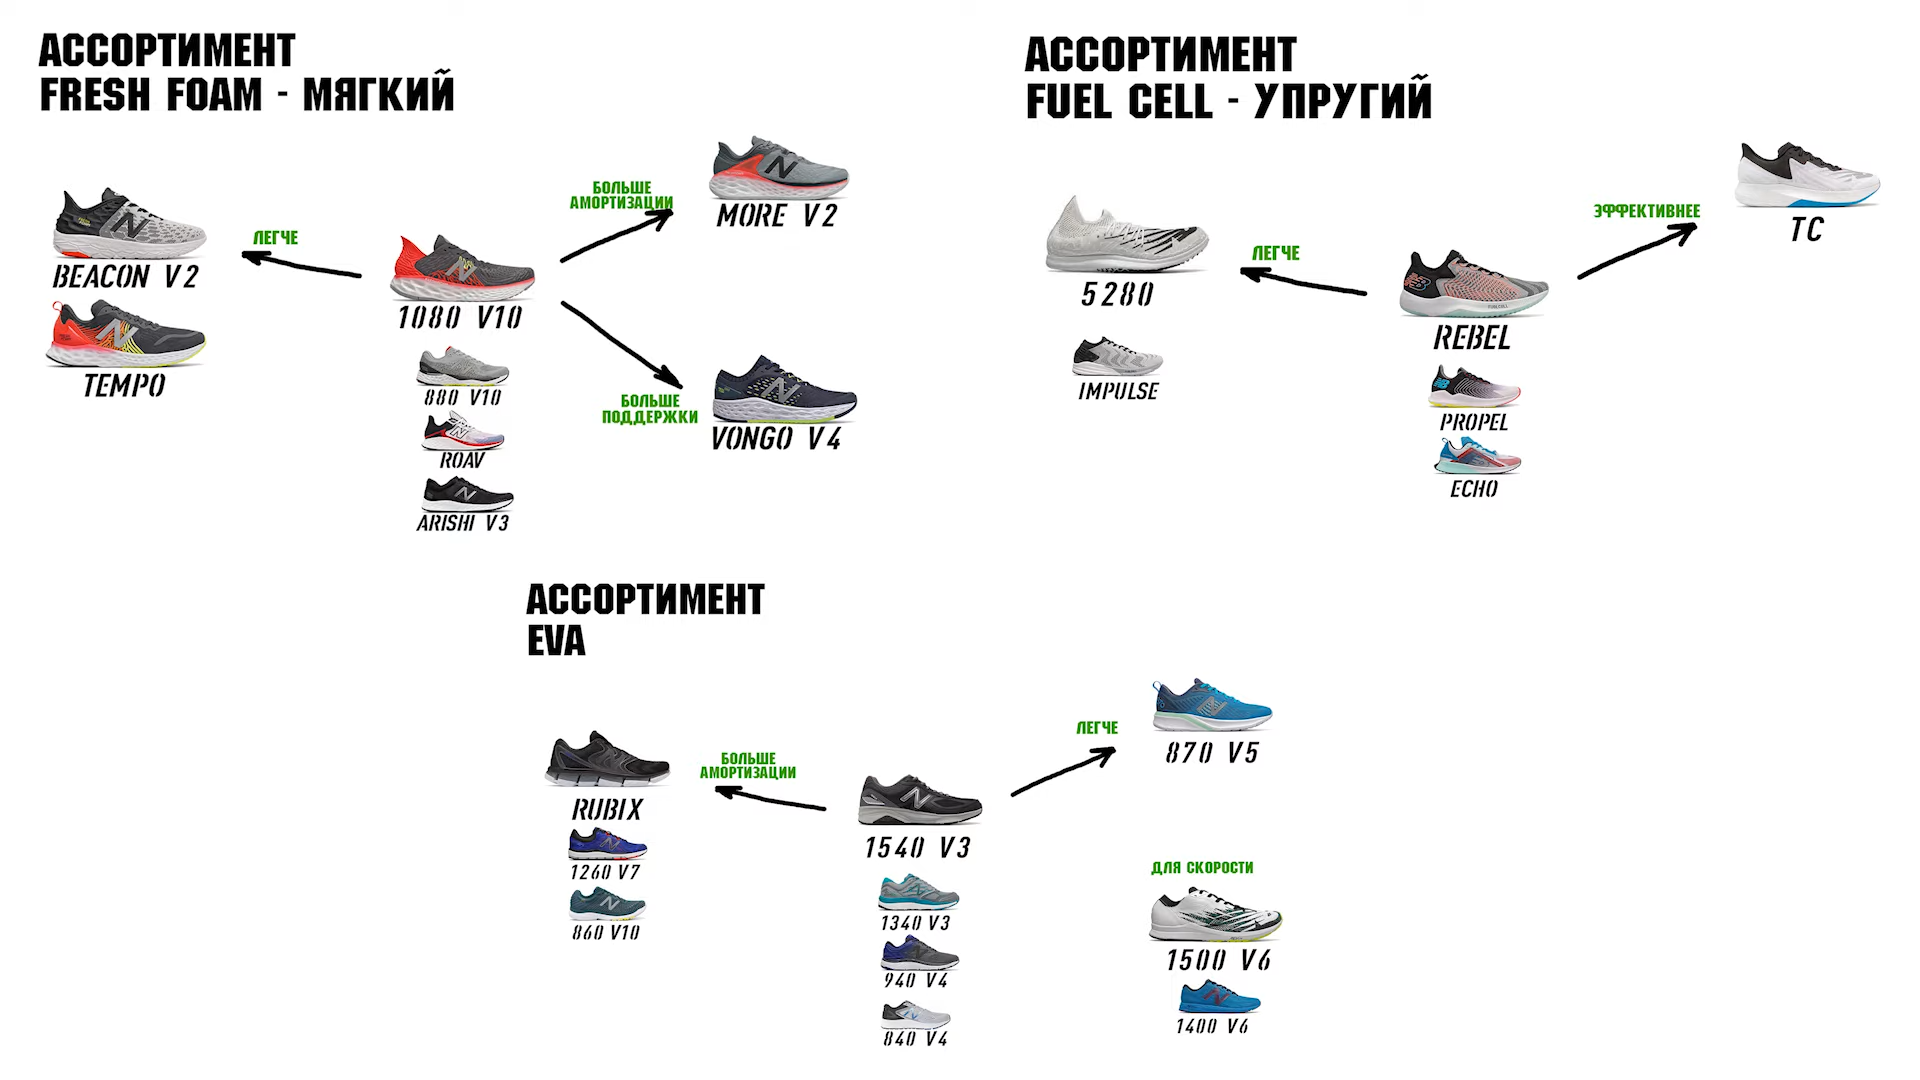 АССОРТИМЕНТ
FRESH FOAM - МЯГКИЙ
БОЛЬШЕ
АМОРТИЗАЦИИ
MORE V2
ЛЕГЧЕ
BEACON V2
1080 V10
TEMPO
880 V10
ROAV
ARISHI V3
БОЛЬШЕ
ПОДДЕРЖКИ
VONGO V4
АССОРТИМЕНТ
FUEL CELL - УПРУГИЙ
ЭФФЕКТИВНЕЕ
TC
ЛЕГЧЕ
5280
REBEL
IMPULSE
PROPEL
ECHO
АССОРТИМЕНТ
EVA
ЛЕГЧЕ
870 V5
БОЛЬШЕ
АМОРТИЗАЦИИ
RUBIX
1260 V7
860 V10
1540 V3
1340 V3
940 V4
840 V4
ДЛЯ СКОРОСТИ
1500 V6
1400 V6